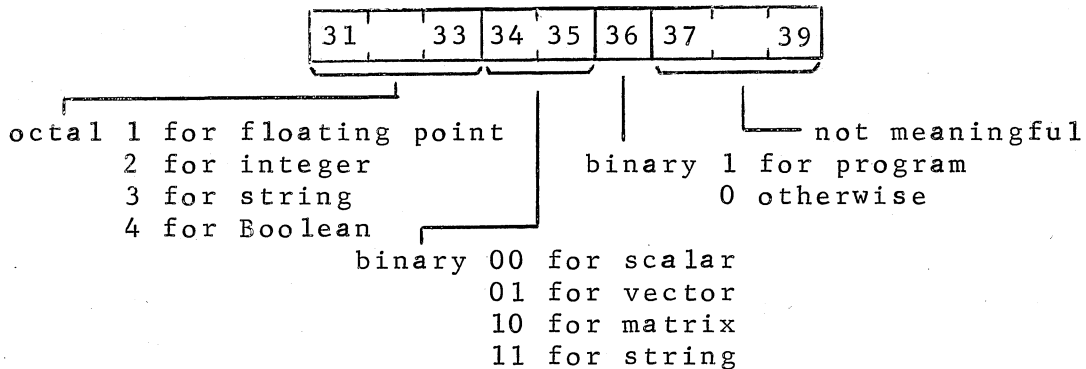 31 33 34 35 36 37 39
octal 1 for floating point
2 for integer
3 for string
4 for Boolean
not meaningful
binary 1 for program
0 otherwise
binary 00 for scalar
01 for vector
10 for matrix
11 for string